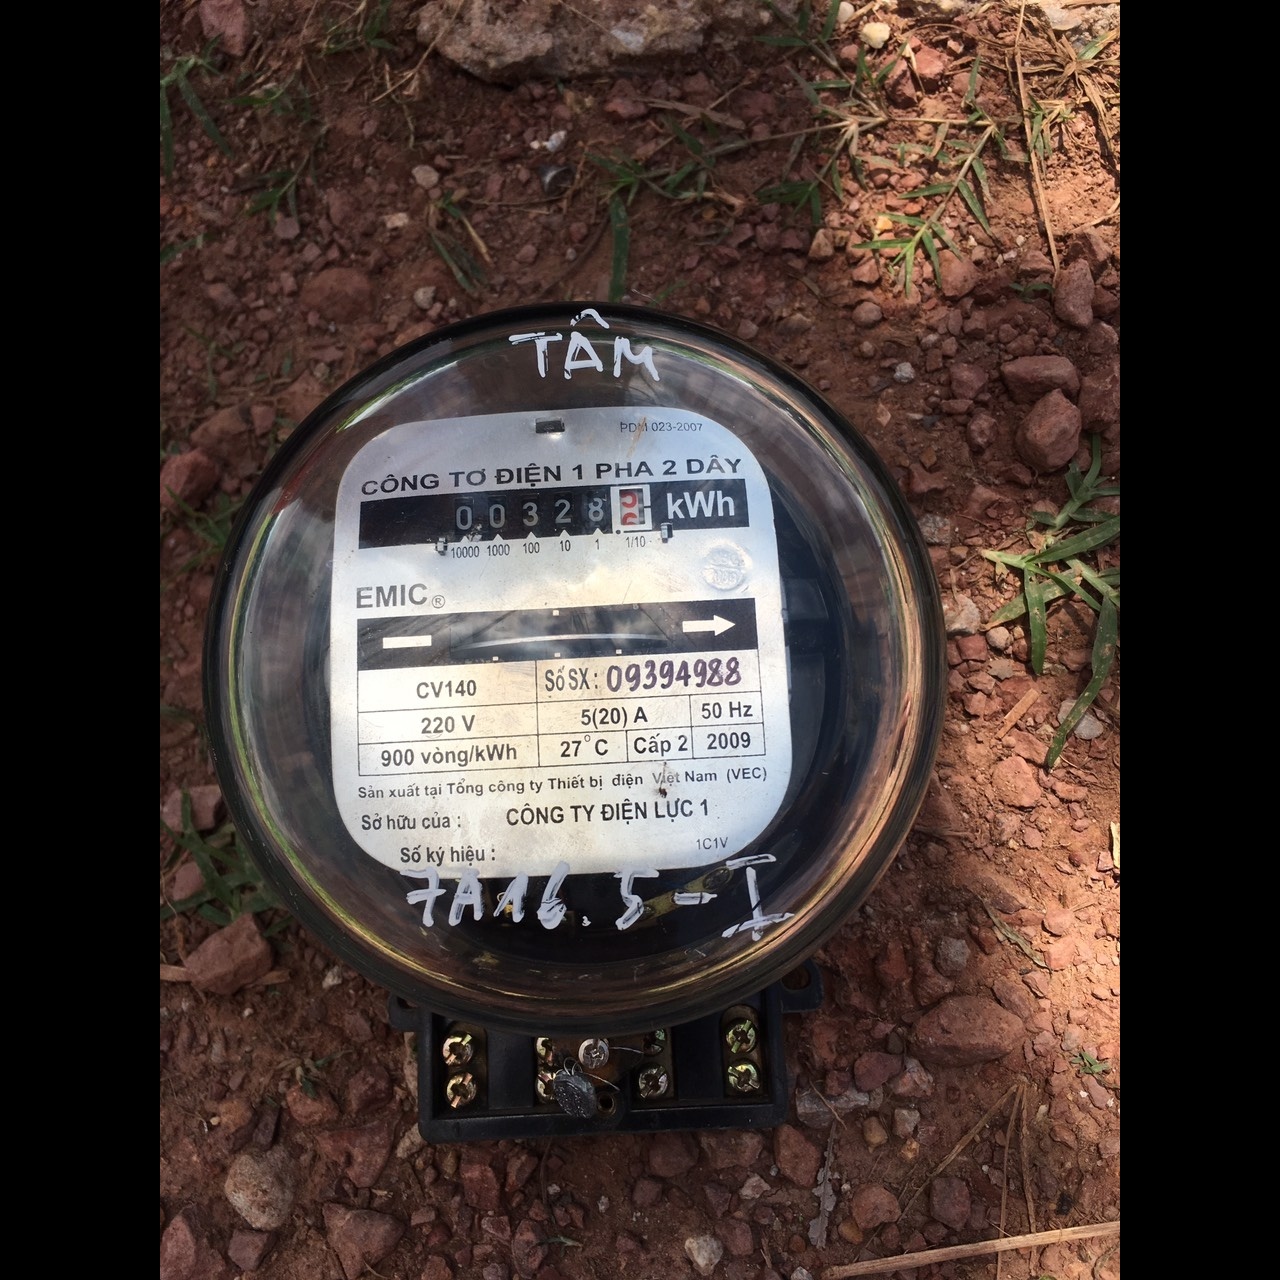 TÂM
PDM 023-2007
CÔNG TƠ ĐIỆN 1 PHA 2 DÂY
0 0 3 2 8 kWh
10000 1000 100 10 1 1/10
EMIC®
CV140 Số SX: 09394988
220 V 5(20) A 50 Hz
900 vòng/kWh 27°C Cấp 2 2009
Sản xuất tại Tổng công ty Thiết bị điện Việt Nam (VEC)
Sở hữu của : CÔNG TY ĐIỆN LỰC 1
Số ký hiệu : 1C1V
7A16.5-I